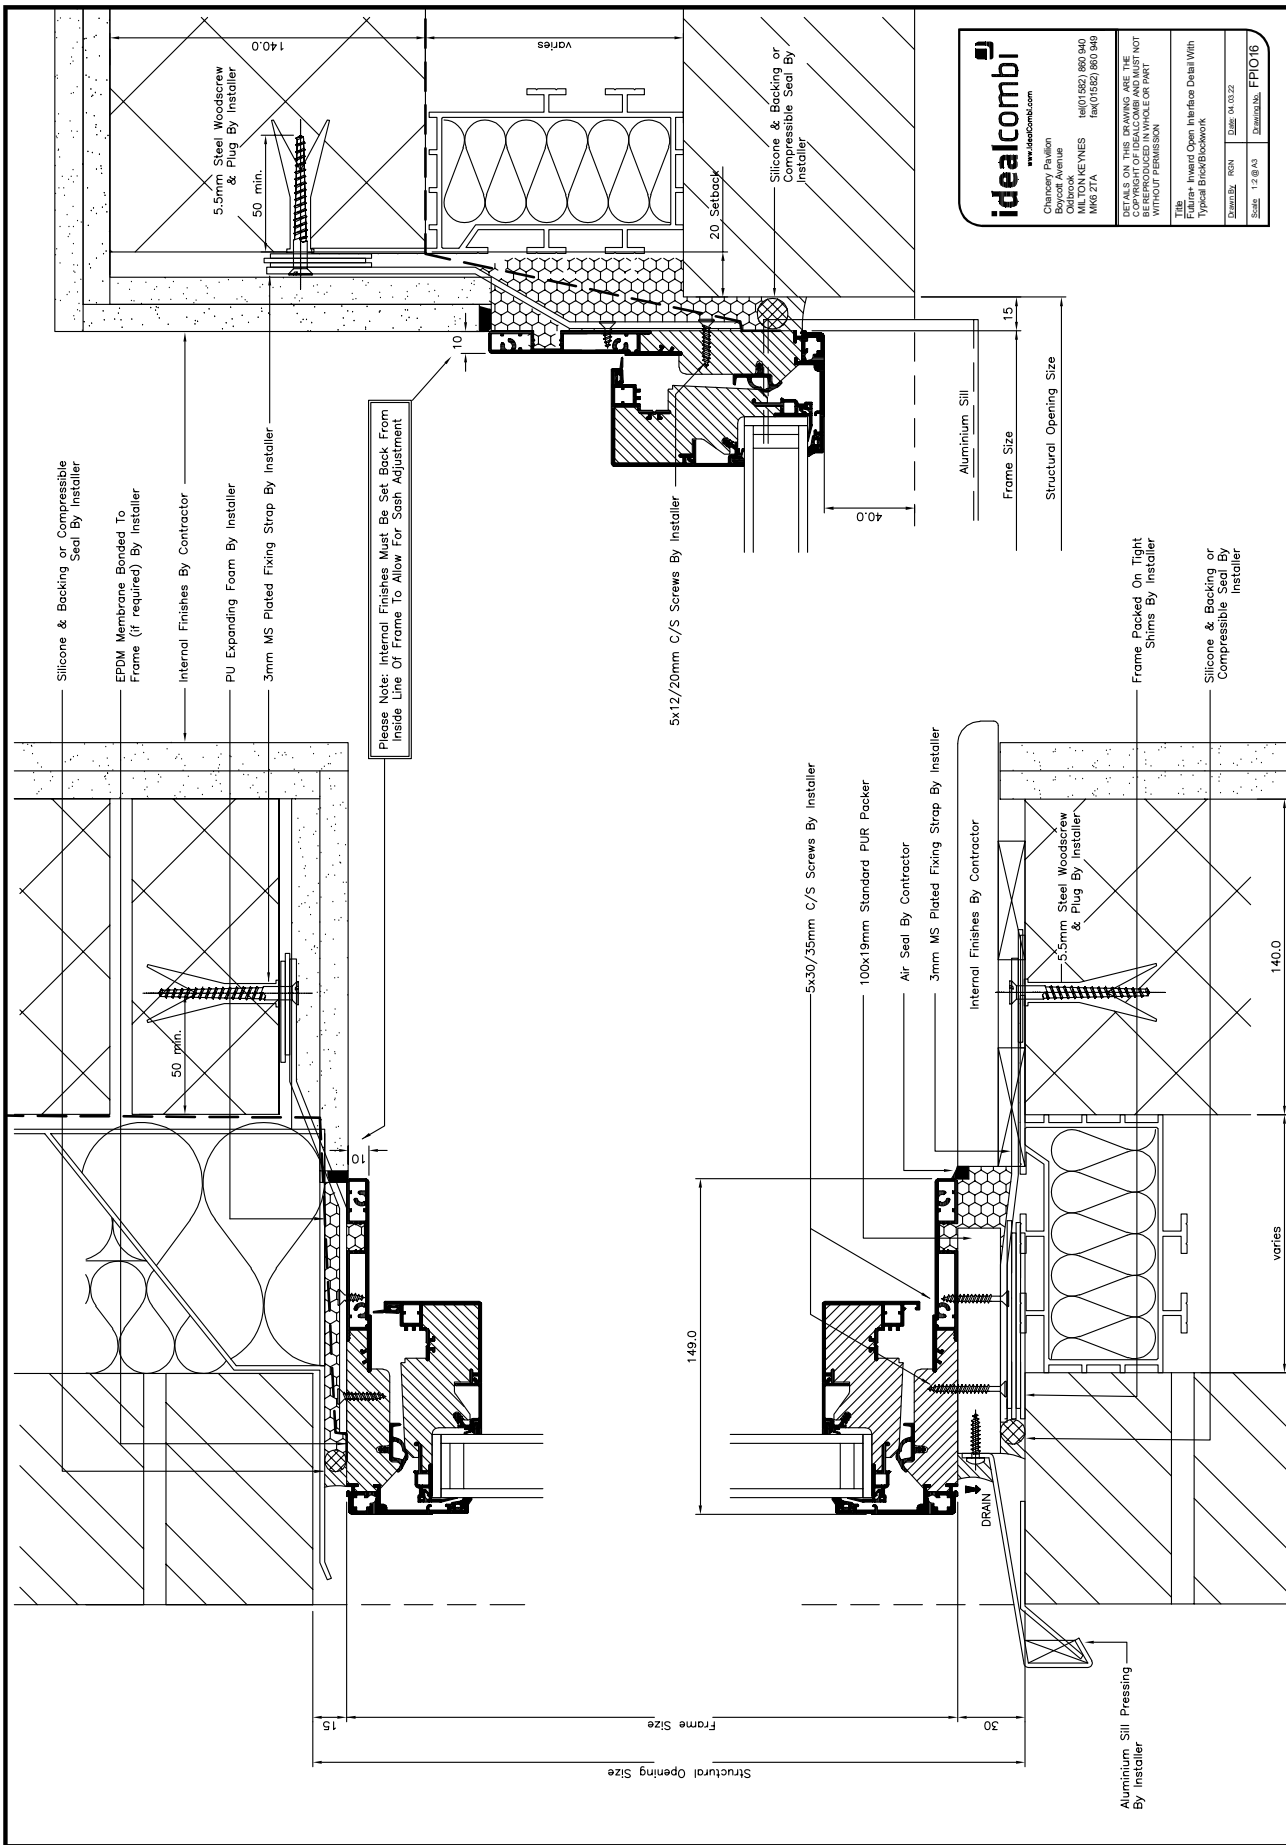 Silicone & Backing or Compressible
Seal By Installer
EPDM Membrane Bonded To
Frame (if required) By Installer
Internal Finishes By Contractor
PU Expanding Foam By Installer
3mm MS Plated Fixing Strap By Installer
Please Note: Internal Finishes Must Be Set Back From
Inside Line Of Frame To Allow For Sash Adjustment
50 min.
10
15
Frame Size
Structural Opening Size
140.0
varies
5.5mm Steel Woodscrew
& Plug By Installer
50 min.
10
20 Setback
Silicone & Backing or
Compressible Seal By
Installer
5x12/20mm C/S Screws By Installer
40.0
15
Aluminium Sill
Frame Size
Structural Opening Size
149.0
5x30/35mm C/S Screws By Installer
100x19mm Standard PUR Packer
Air Seal By Contractor
3mm MS Plated Fixing Strap By Installer
Internal Finishes By Contractor
5.5mm Steel Woodscrew
& Plug By Installer
140.0
varies
DRAIN
30
Frame Packed On Tight
Shims By Installer
Silicone & Backing or
Compressible Seal By
Installer
Aluminium Sill Pressing
By Installer
idealcombi
www.idealcombi.com
Chancery Pavilion
Boycott Avenue
Oldbrook
MILTON KEYNES tel(01582) 860 940
MK6 2TA fax(01582) 860 949
DETAILS ON THIS DRAWING ARE THE
COPYRIGHT OF IDEALCOMBI AND MUST NOT
BE REPRODUCED IN WHOLE OR PART
WITHOUT PERMISSION
Title
Futura+ Inward Open Interface Detail With
Typical Brick/Blockwork
Drawn By RGN Date 04.03.22
Scale 1:2 @ A3 Drawing No. FPIO16